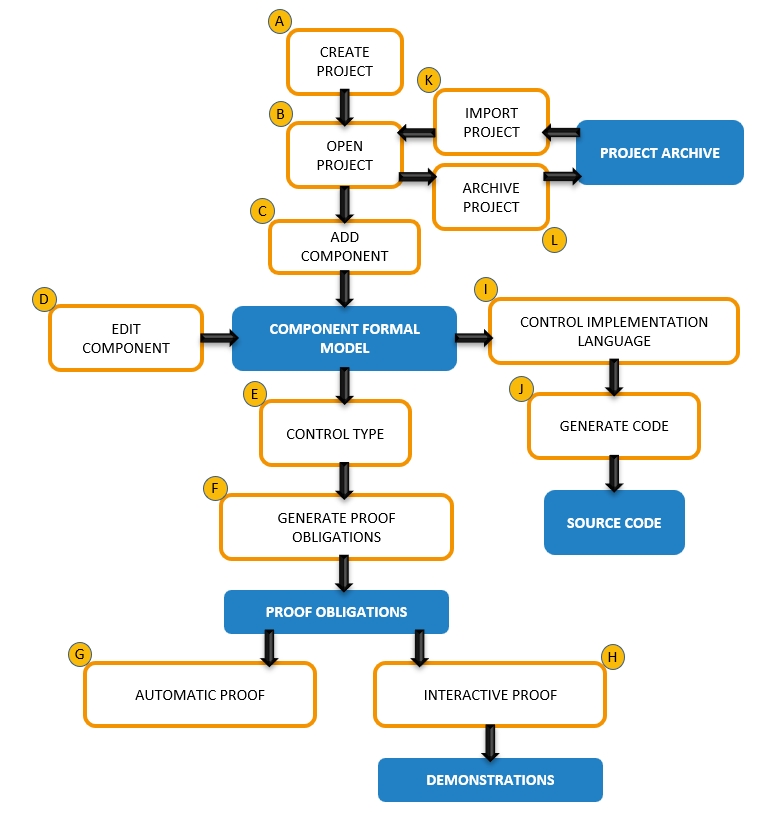 A
CREATE
PROJECT
K
IMPORT
PROJECT
B
OPEN
PROJECT
PROJECT ARCHIVE
ARCHIVE
PROJECT
L
C
ADD
COMPONENT
D
EDIT
COMPONENT
COMPONENT FORMAL
MODEL
I
CONTROL IMPLEMENTATION
LANGUAGE
E
CONTROL TYPE
J
GENERATE CODE
F
GENERATE PROOF
OBLIGATIONS
SOURCE CODE
PROOF OBLIGATIONS
G
AUTOMATIC PROOF
H
INTERACTIVE PROOF
DEMONSTRATIONS